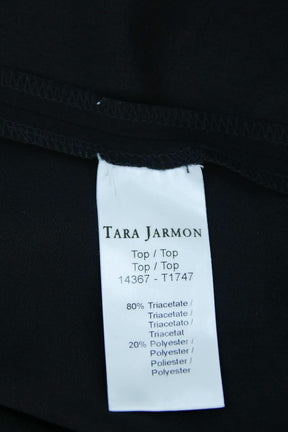 TARA JARMON
Top / Top
Top / Top
14367 - T1747
80% Triacetate /
Triacetate /
Triacetato /
Triacetat
20% Polyester /
Polyester /
Poliester /
Polyester